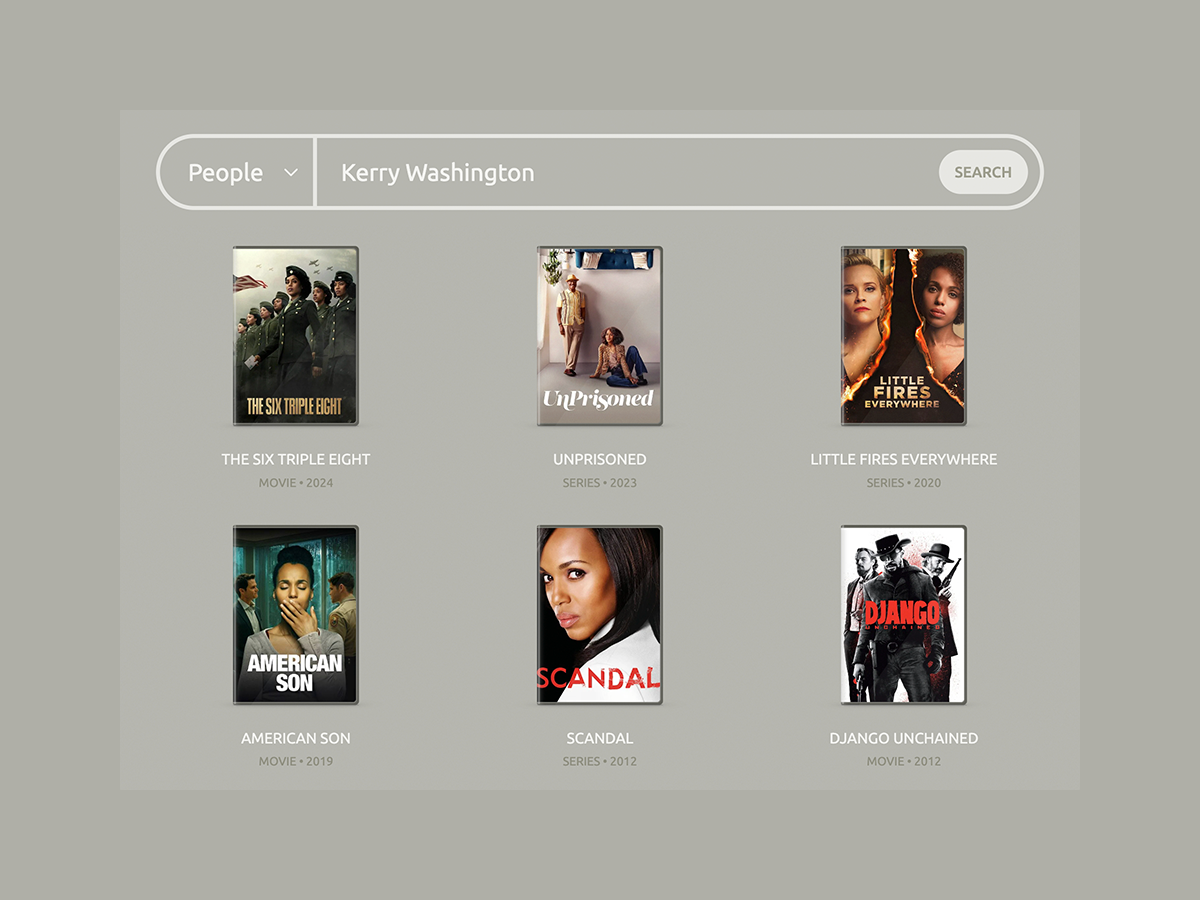 People
Kerry Washington
SEARCH
THE SIX TRIPLE EIGHT
UnPrisoned
LITTLE
FIRES
EVERYWHERE
THE SIX TRIPLE EIGHT
UNPRISONED
LITTLE FIRES EVERYWHERE
MOVIE • 2024
SERIES • 2023
SERIES • 2020
AMERICAN
SON
SCANDAL
DJANGO
UNCHAINED
AMERICAN SON
SCANDAL
DJANGO UNCHAINED
MOVIE • 2019
SERIES • 2012
MOVIE • 2012